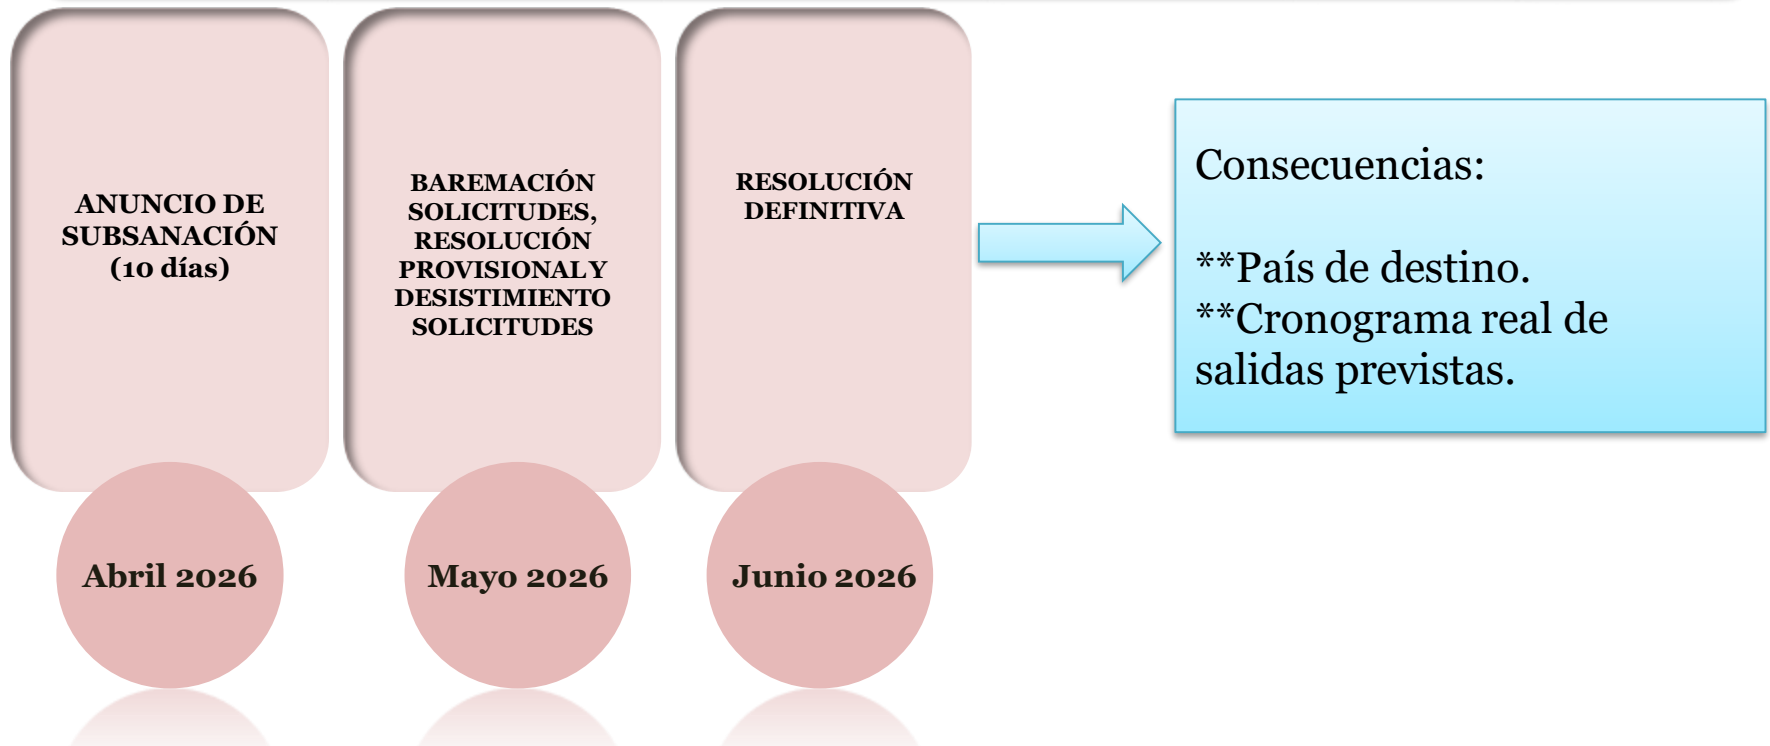 ANUNCIO DE
SUBSANACIÓN
(10 días)
Abril 2026
BAREMACIÓN
SOLICITUDES,
RESOLUCIÓN
PROVISIONAL Y
DESISTIMIENTO
SOLICITUDES
Mayo 2026
RESOLUCIÓN
DEFINITIVA
Junio 2026
Consecuencias:
**País de destino.
**Cronograma real de
salidas previstas.